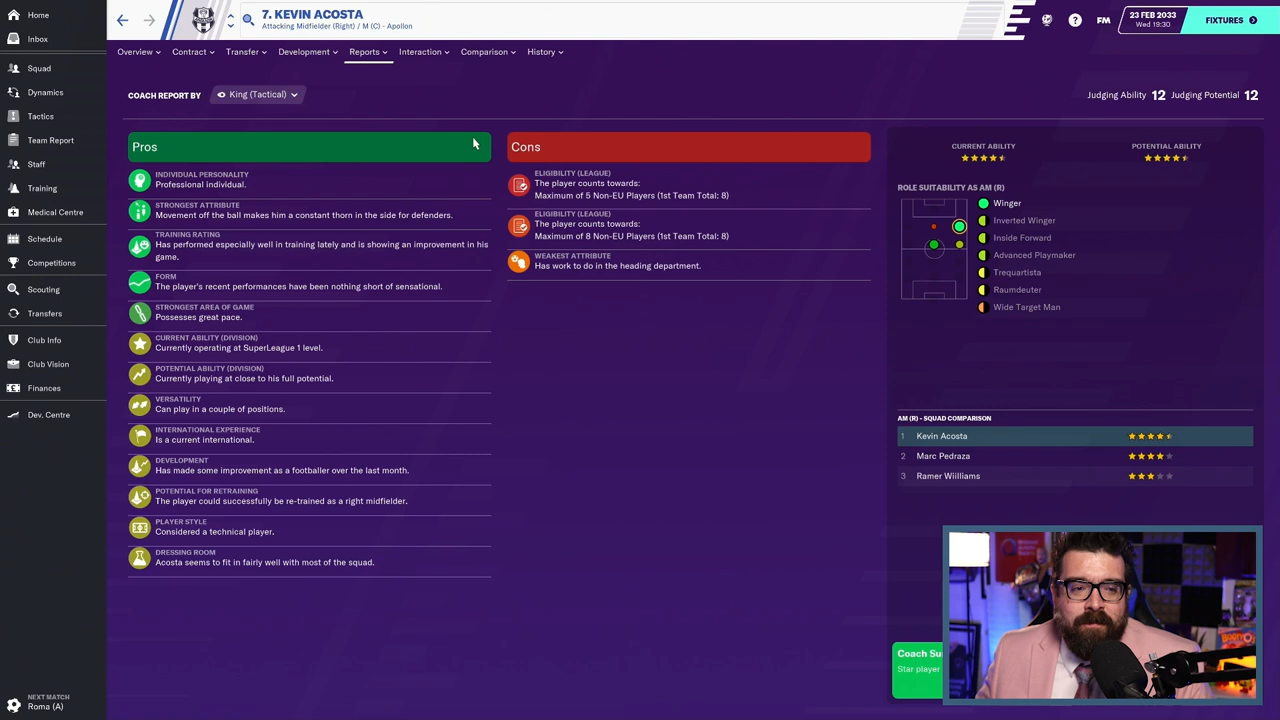 Home
Inbox
Squad
Dynamics
Tactics
Team Report
Staff
Training
Medical Centre
Schedule
Competitions
Scouting
Transfers
Club Info
Club Vision
Finances
Dev. Centre
NEXT MATCH
Roma (A)
7. KEVIN ACOSTA
Attacking Midfielder (Right) / M (C) - Apollon
?
FM
23 FEB 2033
Wed 19:30
FIXTURES
Overview
Contract
Transfer
Development
Reports
Interaction
Comparison
History
COACH REPORT BY
King (Tactical)
Judging Ability 12 Judging Potential 12
Pros
INDIVIDUAL PERSONALITY
Professional individual.
STRONGEST ATTRIBUTE
Movement off the ball makes him a constant thorn in the side for defenders.
TRAINING RATING
Has performed especially well in training lately and is showing an improvement in his
game.
FORM
The player's recent performances have been nothing short of sensational.
STRONGEST AREA OF GAME
Possesses great pace.
CURRENT ABILITY (DIVISION)
Currently operating at SuperLeague 1 level.
POTENTIAL ABILITY (DIVISION)
Currently playing at close to his full potential.
VERSATILITY
Can play in a couple of positions.
INTERNATIONAL EXPERIENCE
Is a current international.
DEVELOPMENT
Has made some improvement as a footballer over the last month.
POTENTIAL FOR RETRAINING
The player could successfully be re-trained as a right midfielder.
PLAYER STYLE
Considered a technical player.
DRESSING ROOM
Acosta seems to fit in fairly well with most of the squad.
Cons
ELIGIBILITY (LEAGUE)
The player counts towards:
Maximum of 5 Non-EU Players (1st Team Total: 8)
ELIGIBILITY (LEAGUE)
The player counts towards:
Maximum of 8 Non-EU Players (1st Team Total: 8)
WEAKEST ATTRIBUTE
Has work to do in the heading department.
CURRENT ABILITY
POTENTIAL ABILITY
ROLE SUITABILITY AS AM (R)
Winger
Inverted Winger
Inside Forward
Advanced Playmaker
Trequartista
Raumdeuter
Wide Target Man
AM (R) - SQUAD COMPARISON
1 Kevin Acosta
2 Marc Pedraza
3 Ramer Wiilliams
Coach Su
Star player